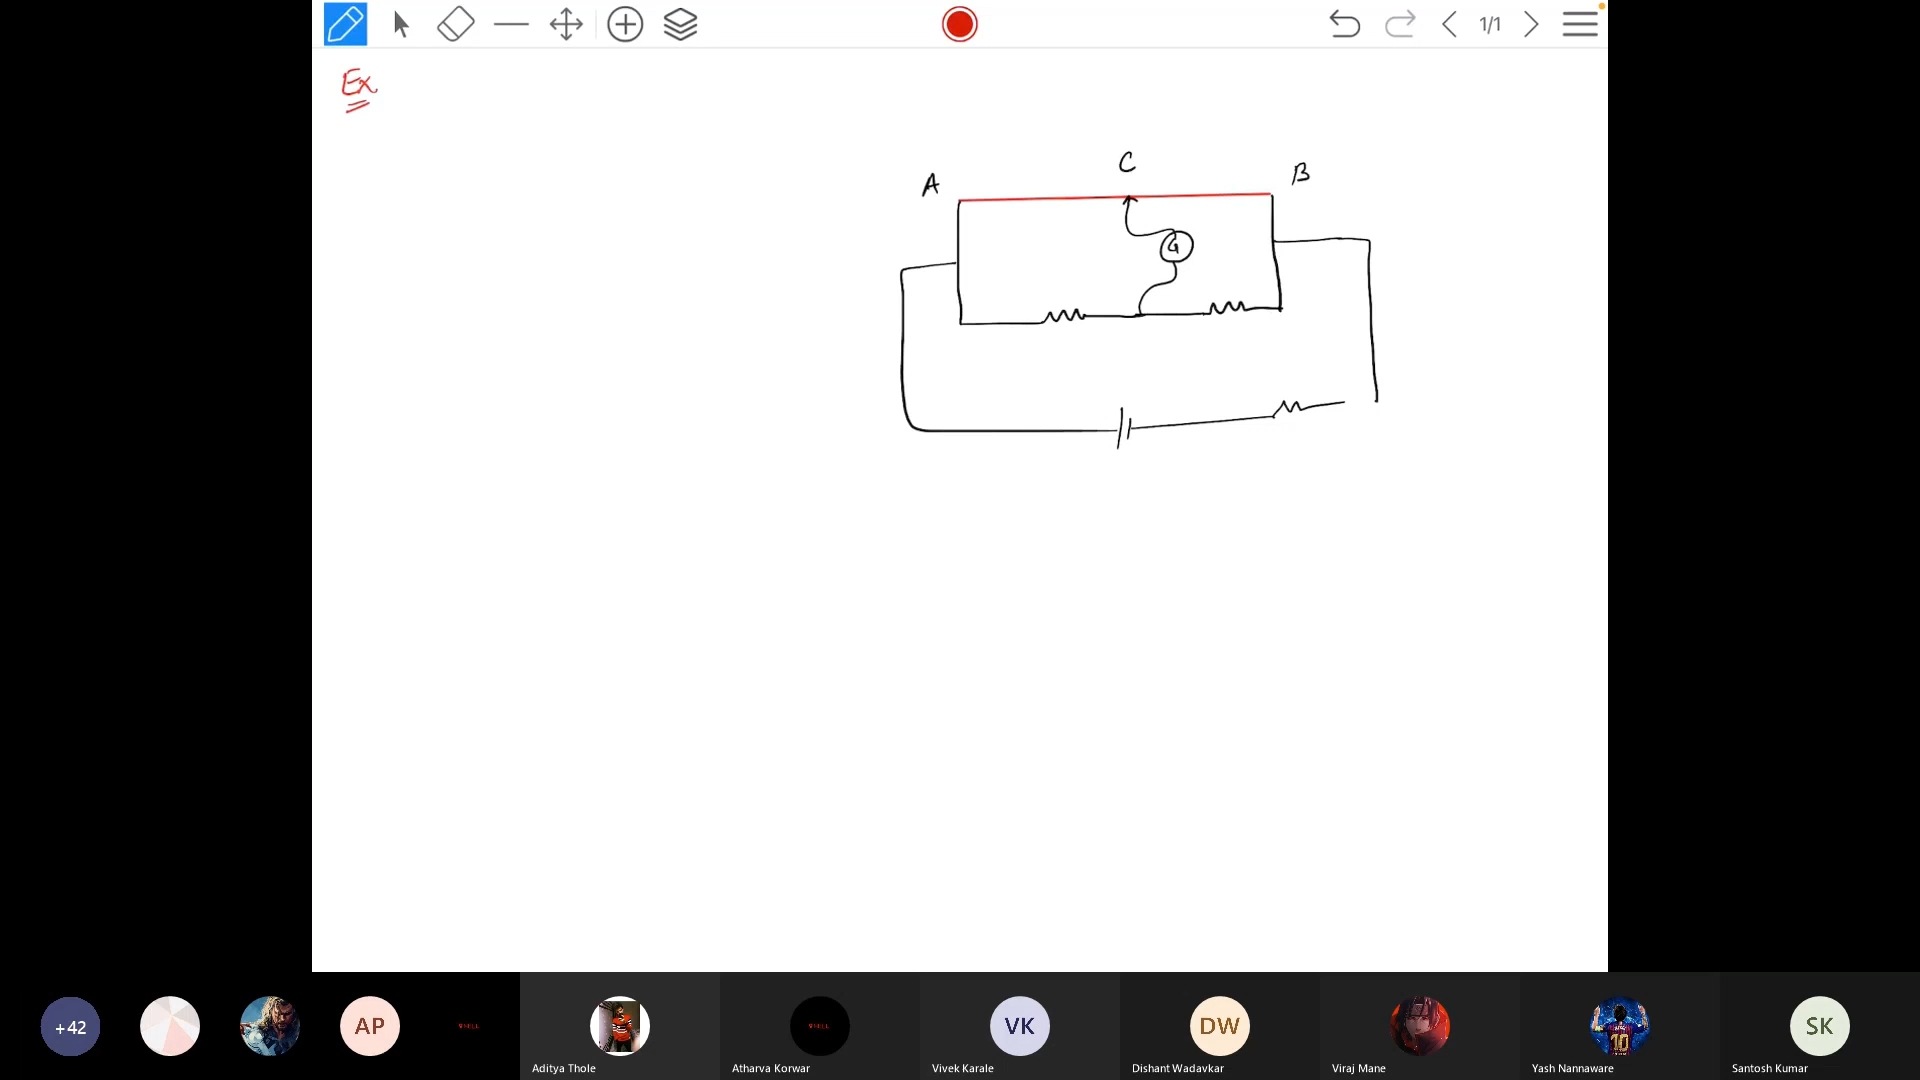 1/1
Ex
A
C
B
G
+42
AP
VK
DW
10
SK
Aditya Thole
Atharva Korwar
Vivek Karale
Dishant Wadavkar
Viraj Mane
Yash Nannaware
Santosh Kumar